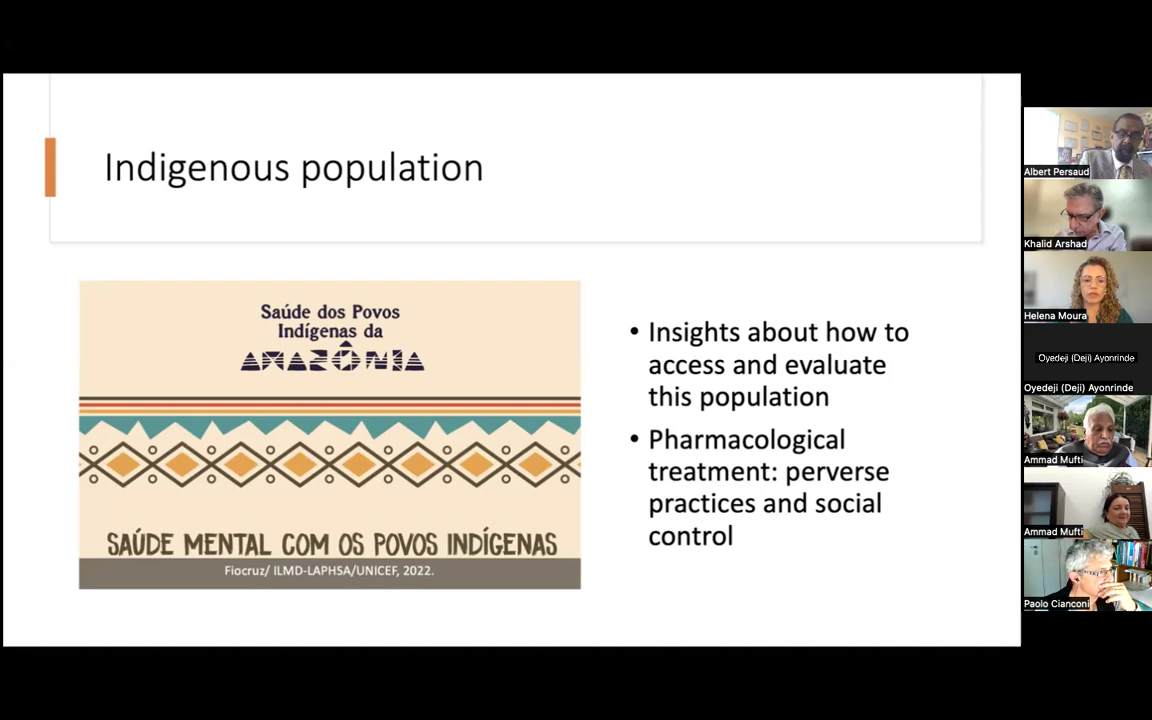 Indigenous population
Saúde dos Povos
Indígenas da
AMAZÔNIA
SAÚDE MENTAL COM OS POVOS INDÍGENAS
Fiocruz/ ILMD-LAPHSA/UNICEF, 2022.
• Insights about how to
access and evaluate
this population
• Pharmacological
treatment: perverse
practices and social
control
Albert Persaud
Khalid Arshad
Helena Moura
Oyedeji (Deji) Ayonrinde
Oyedeji (Deji) Ayonrinde
Ammad Mufti
Ammad Mufti
Paolo Cianconi